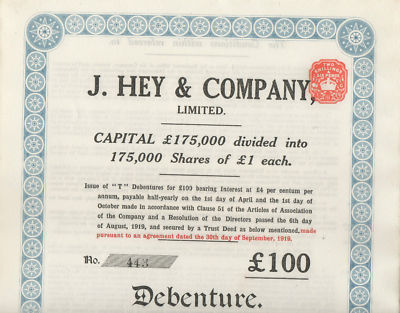 J. HEY & COMPANY,
LIMITED.
TWO
SHILLINGS
SIX PENCE
CAPITAL £175,000 divided into
175,000 Shares of £1 each.
Issue of "T" Debentures for £100 bearing Interest at £4 per centum per
annum, payable half-yearly on the 1st day of April and the 1st day of
October made in accordance with Clause 51 of the Articles of Association
of the Company and a Resolution of the Directors passed the 6th day
of August, 1919, and secured by a Trust Deed as below mentioned, made
pursuant to an agreement dated the 30th day of September, 1919.
No. 443 £100
Debenture.